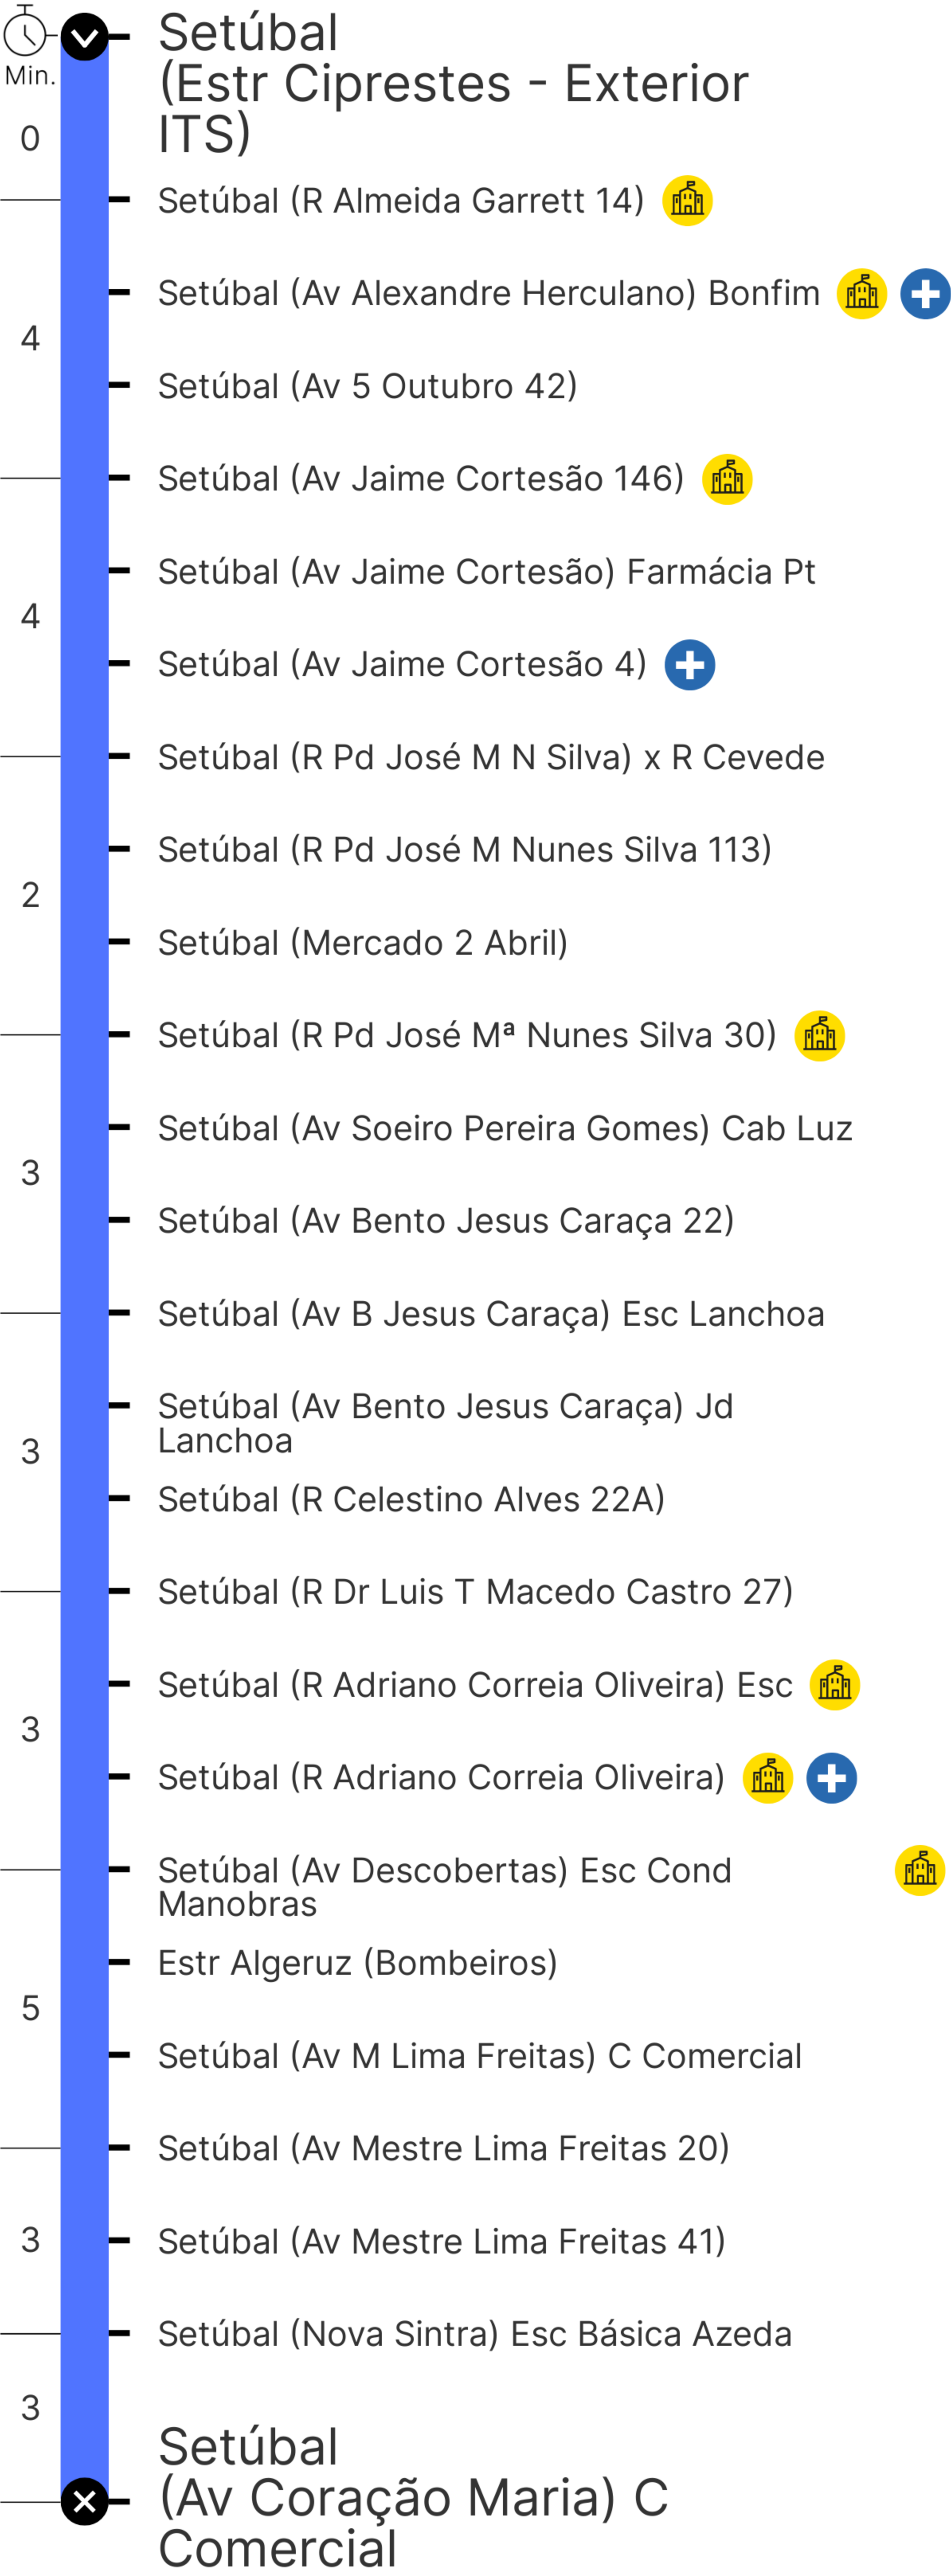 Setúbal
(Estr Ciprestes - Exterior
ITS)
Min.
0
Setúbal (R Almeida Garrett 14)
Setúbal (Av Alexandre Herculano) Bonfim
4
Setúbal (Av 5 Outubro 42)
Setúbal (Av Jaime Cortesão 146)
Setúbal (Av Jaime Cortesão) Farmácia Pt
4
Setúbal (Av Jaime Cortesão 4)
Setúbal (R Pd José M N Silva) x R Cevede
Setúbal (R Pd José M Nunes Silva 113)
2
Setúbal (Mercado 2 Abril)
Setúbal (R Pd José Mª Nunes Silva 30)
Setúbal (Av Soeiro Pereira Gomes) Cab Luz
3
Setúbal (Av Bento Jesus Caraça 22)
Setúbal (Av B Jesus Caraça) Esc Lanchoa
Setúbal (Av Bento Jesus Caraça) Jd
Lanchoa
3
Setúbal (R Celestino Alves 22A)
Setúbal (R Dr Luis T Macedo Castro 27)
Setúbal (R Adriano Correia Oliveira) Esc
3
Setúbal (R Adriano Correia Oliveira)
Setúbal (Av Descobertas) Esc Cond
Manobras
Estr Algeruz (Bombeiros)
5
Setúbal (Av M Lima Freitas) C Comercial
Setúbal (Av Mestre Lima Freitas 20)
3
Setúbal (Av Mestre Lima Freitas 41)
Setúbal (Nova Sintra) Esc Básica Azeda
3
Setúbal
(Av Coração Maria) C
Comercial